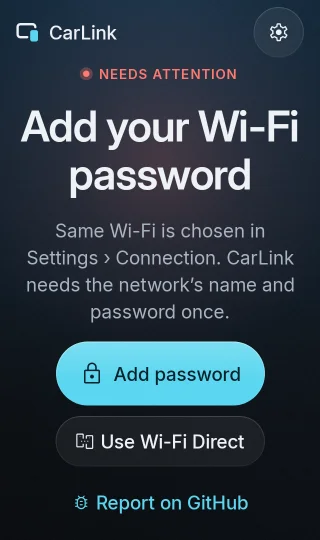 CarLink
NEEDS ATTENTION
Add your Wi-Fi
password
Same Wi-Fi is chosen in
Settings › Connection. CarLink
needs the network’s name and
password once.
Add password
Use Wi-Fi Direct
Report on GitHub